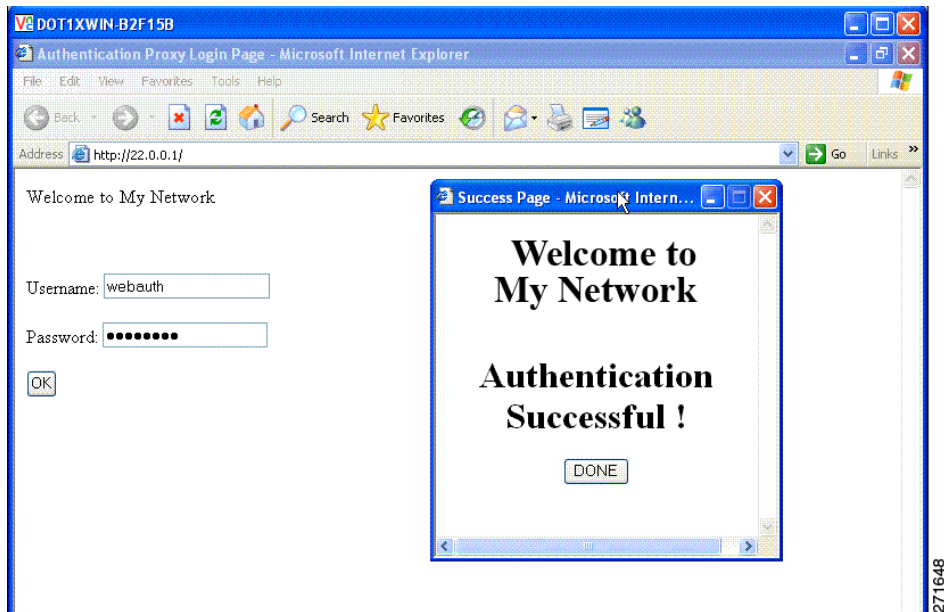 V2 DOT1XWIN-B2F15B
Authentication Proxy Login Page - Microsoft Internet Explorer
File Edit View Favorites Tools Help
Back Search Favorites
Address http://22.0.0.1/ Go Links »
Welcome to My Network
Username: webauth
Password: ●●●●●●●●
OK
Success Page - Microsoft Intern...
Welcome to
My Network
Authentication
Successful !
DONE
271648